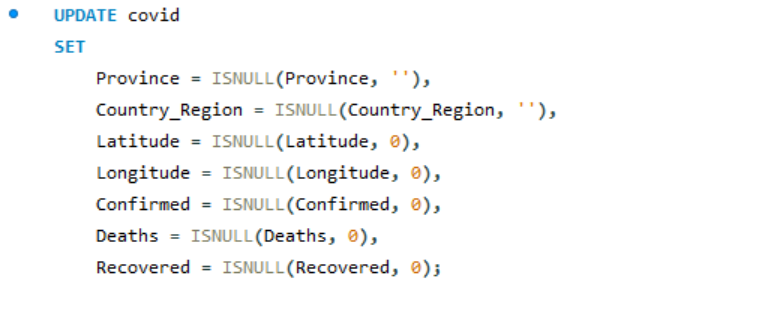 UPDATE covid
SET
Province = ISNULL(Province, ''),
Country_Region = ISNULL(Country_Region, ''),
Latitude = ISNULL(Latitude, 0),
Longitude = ISNULL(Longitude, 0),
Confirmed = ISNULL(Confirmed, 0),
Deaths = ISNULL(Deaths, 0),
Recovered = ISNULL(Recovered, 0);